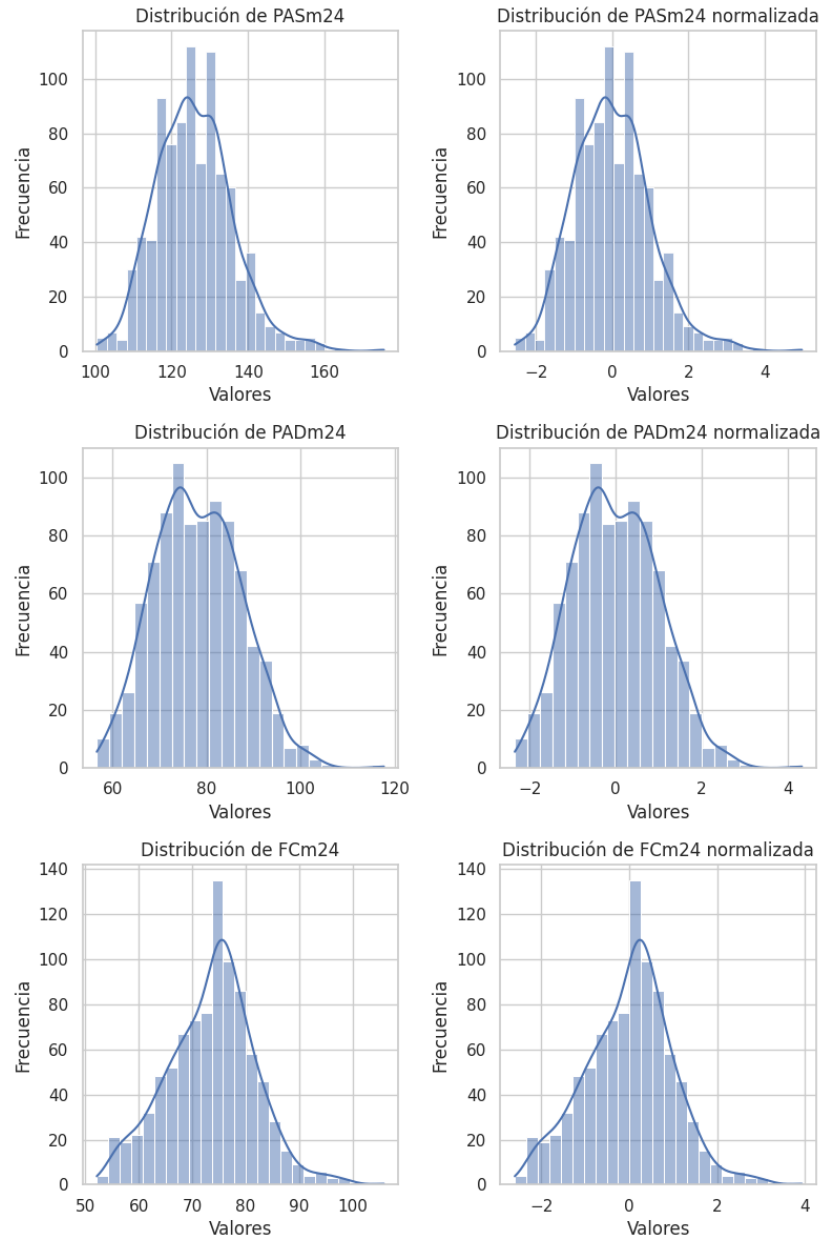 Distribución de PASm24
Distribución de PASm24 normalizada
Frecuencia
100
80
60
40
20
0
100 120 140 160
Valores
Frecuencia
100
80
60
40
20
0
−2 0 2 4
Valores
Distribución de PADm24
Distribución de PADm24 normalizada
Frecuencia
100
80
60
40
20
0
60 80 100 120
Valores
Frecuencia
100
80
60
40
20
0
−2 0 2 4
Valores
Distribución de FCm24
Distribución de FCm24 normalizada
Frecuencia
140
120
100
80
60
40
20
0
50 60 70 80 90 100
Valores
Frecuencia
140
120
100
80
60
40
20
0
−2 0 2 4
Valores